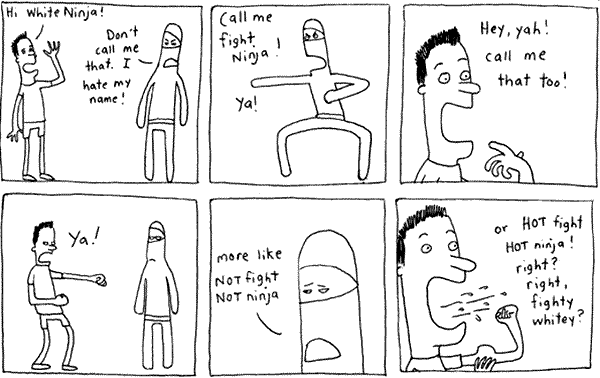 Hi White Ninja!
Don't
call me
that. I
hate my
name!
Call me
fight
Ninja!
Ya!
Hey, yah!
call me
that too!
Ya!
more like
NOT fight
NOT ninja
or HOT fight
HOT ninja!
right?
right,
fighty
whitey?